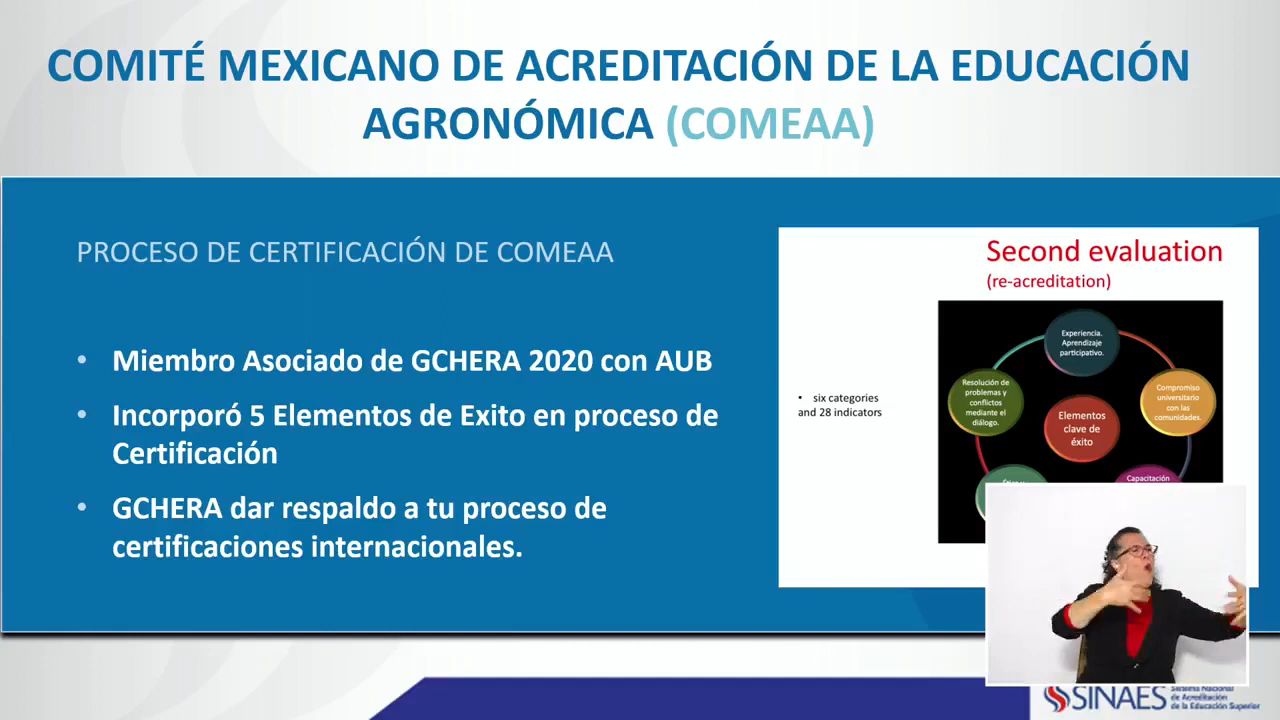 COMITÉ MEXICANO DE ACREDITACIÓN DE LA EDUCACIÓN
AGRONÓMICA (COMEAA)
PROCESO DE CERTIFICACIÓN DE COMEAA
• Miembro Asociado de GCHERA 2020 con AUB
• Incorporó 5 Elementos de Exito en proceso de
Certificación
• GCHERA dar respaldo a tu proceso de
certificaciones internacionales.
Second evaluation
(re-acreditation)
• six categories
and 28 indicators
Experiencia.
Aprendizaje
participativo.
Resolución de
problemas y
conflictos
mediante el
diálogo.
Compromiso
universitario
con las
comunidades.
Elementos
clave de
éxito
Capacitación
SINAES
Sistema Nacional
de Acreditación
de la Educación Superior